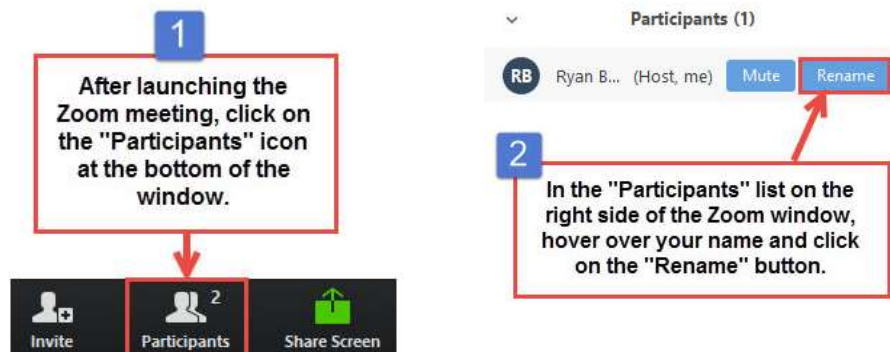 1
After launching the
Zoom meeting, click on
the "Participants" icon
at the bottom of the
window.
Invite
Participants
2
Share Screen
Participants (1)
RB Ryan B... (Host, me) Mute Rename
2
In the "Participants" list on the
right side of the Zoom window,
hover over your name and click
on the "Rename" button.